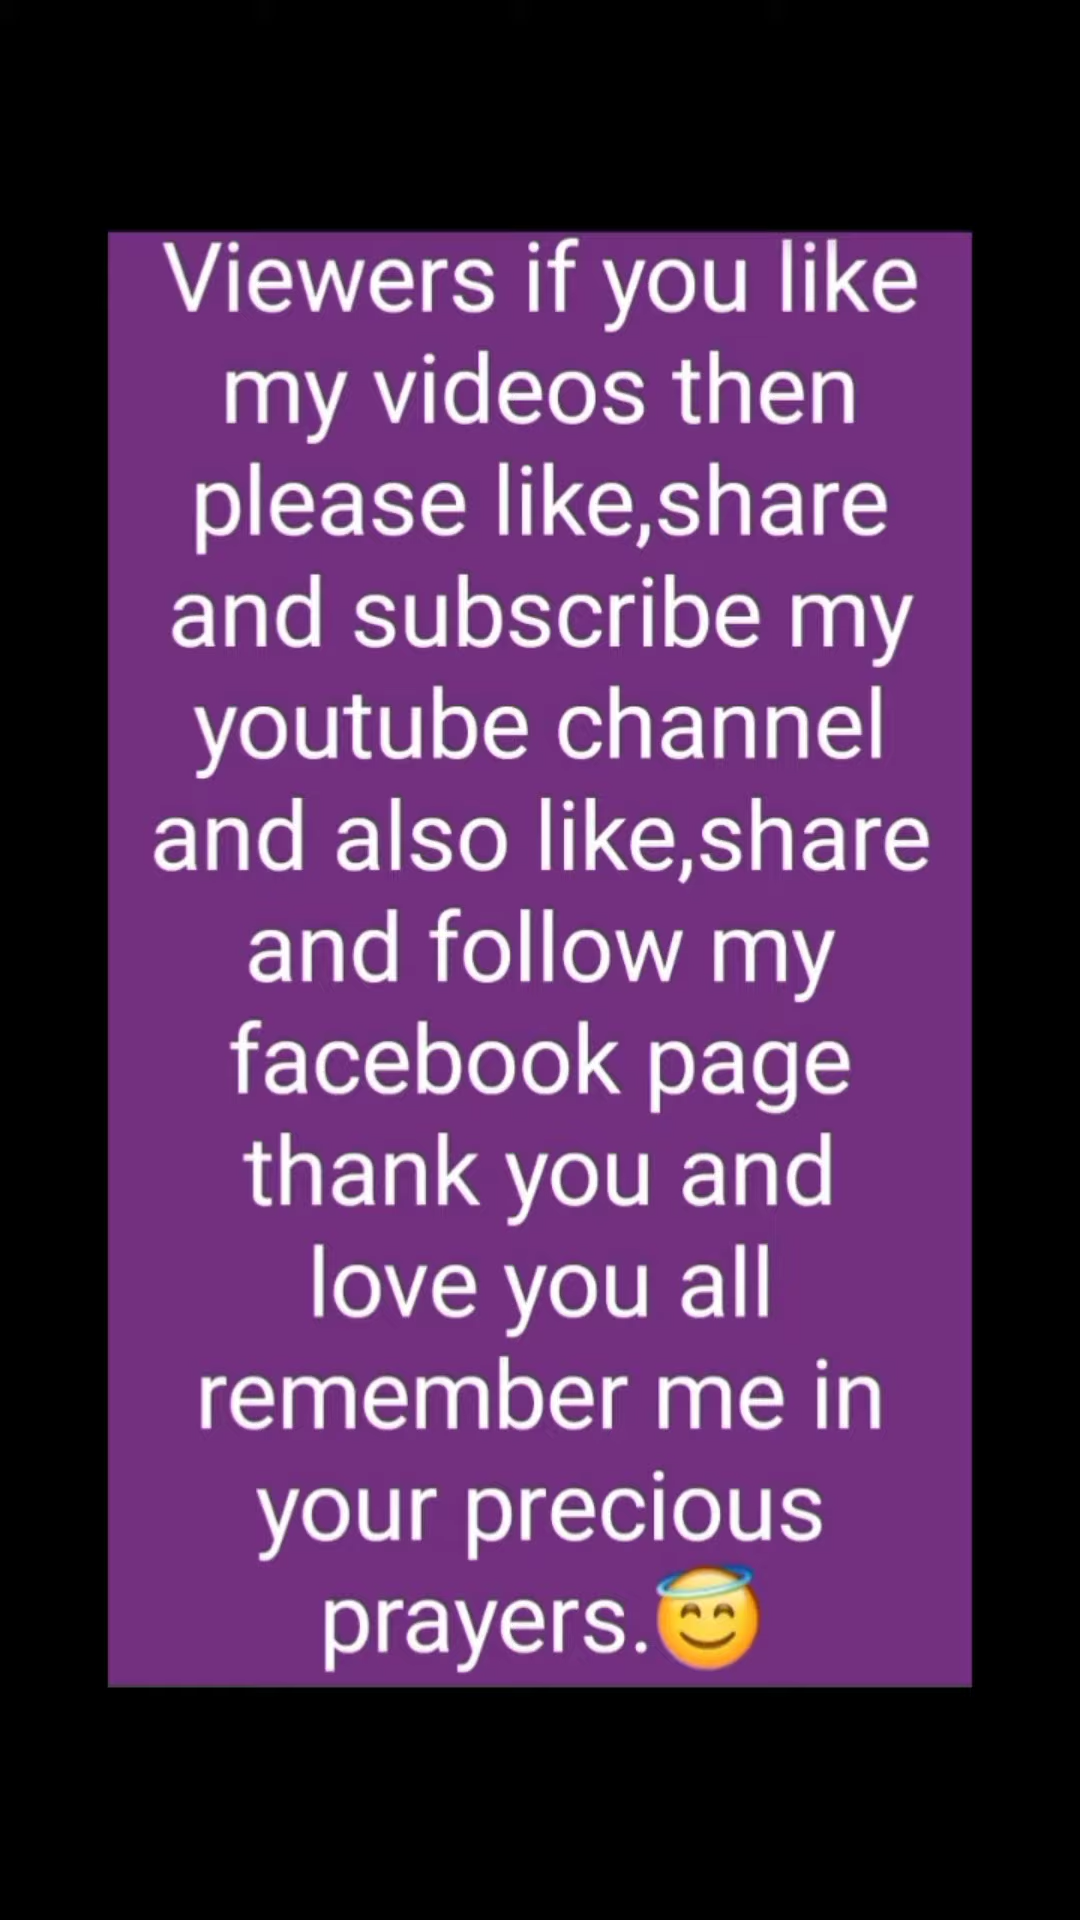 Viewers if you like
my videos then
please like,share
and subscribe my
youtube channel
and also like,share
and follow my
facebook page
thank you and
love you all
remember me in
your precious
prayers.😇